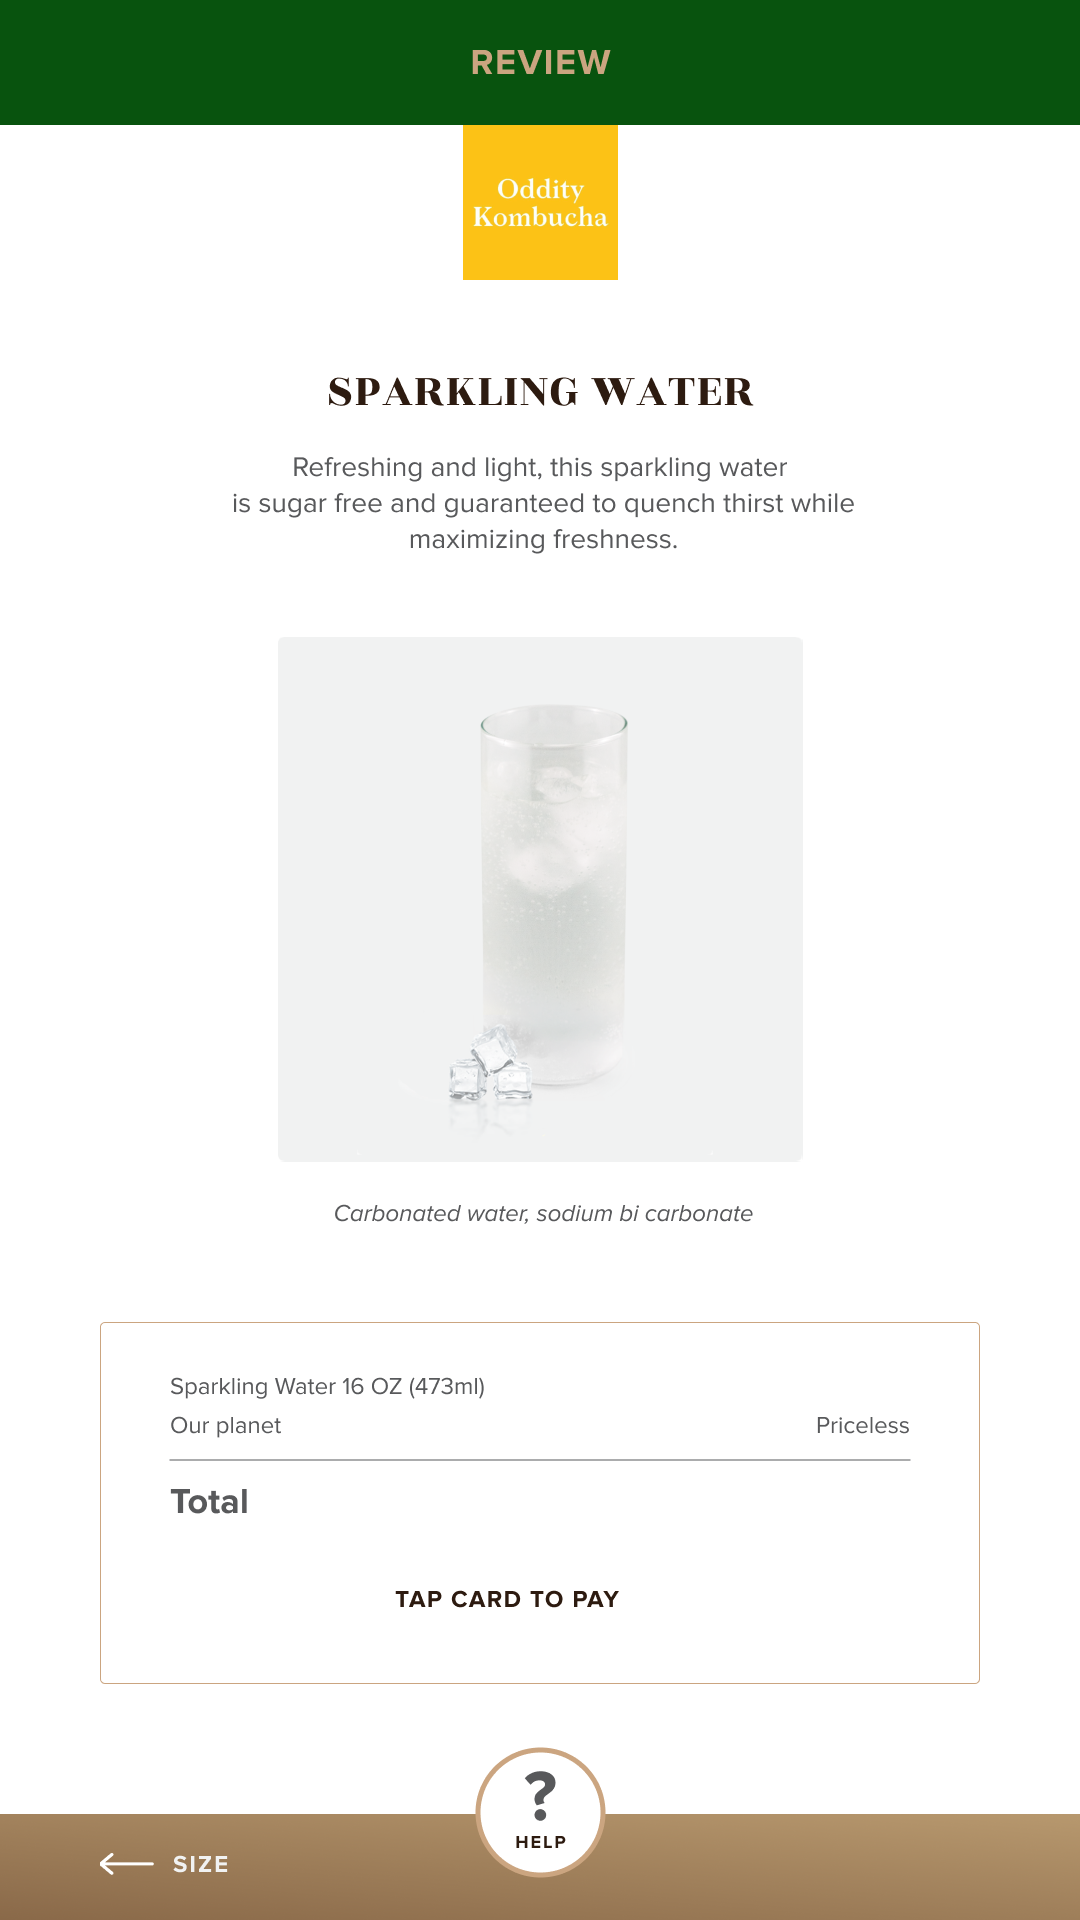 REVIEW
Oddity
Kombucha
SPARKLING WATER
Refreshing and light, this sparkling water
is sugar free and guaranteed to quench thirst while
maximizing freshness.
Carbonated water, sodium bi carbonate
Sparkling Water 16 OZ (473ml)
Our planet Priceless
Total
TAP CARD TO PAY
?
HELP
SIZE